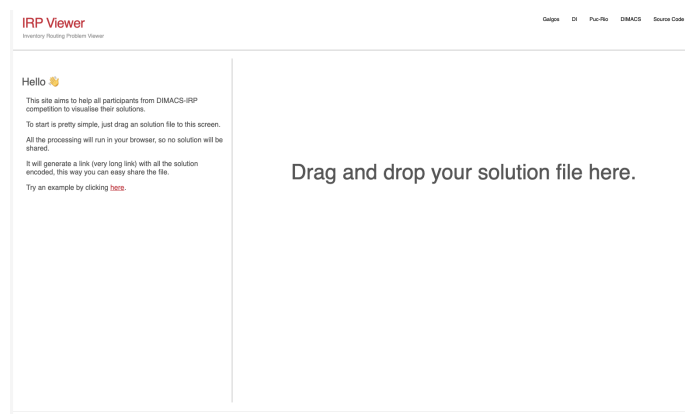 IRP Viewer
Inventory Routing Problem Viewer
Galgos DI Puc-Rio DIMACS Source Code
Hello 👋
This site aims to help all participants from DIMACS-IRP
competition to visualise their solutions.
To start is pretty simple, just drag an solution file to this screen.
All the processing will run in your browser, so no solution will be
shared.
It will generate a link (very long link) with all the solution
encoded, this way you can easy share the file.
Try an example by clicking here.
Drag and drop your solution file here.